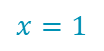 x = 1